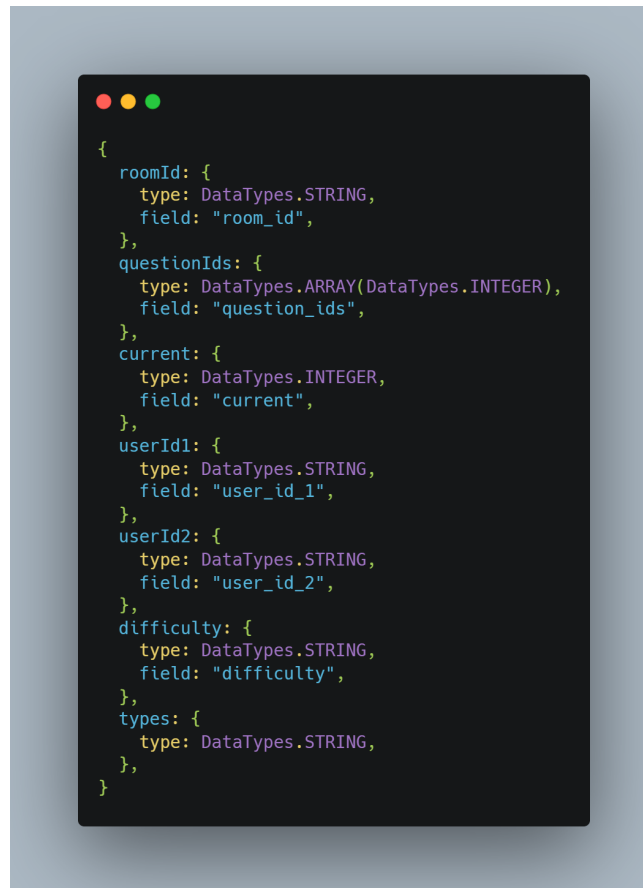 {
  roomId: {
    type: DataTypes.STRING,
    field: "room_id",
  },
  questionIds: {
    type: DataTypes.ARRAY(DataTypes.INTEGER),
    field: "question_ids",
  },
  current: {
    type: DataTypes.INTEGER,
    field: "current",
  },
  userId1: {
    type: DataTypes.STRING,
    field: "user_id_1",
  },
  userId2: {
    type: DataTypes.STRING,
    field: "user_id_2",
  },
  difficulty: {
    type: DataTypes.STRING,
    field: "difficulty",
  },
  types: {
    type: DataTypes.STRING,
  },
}